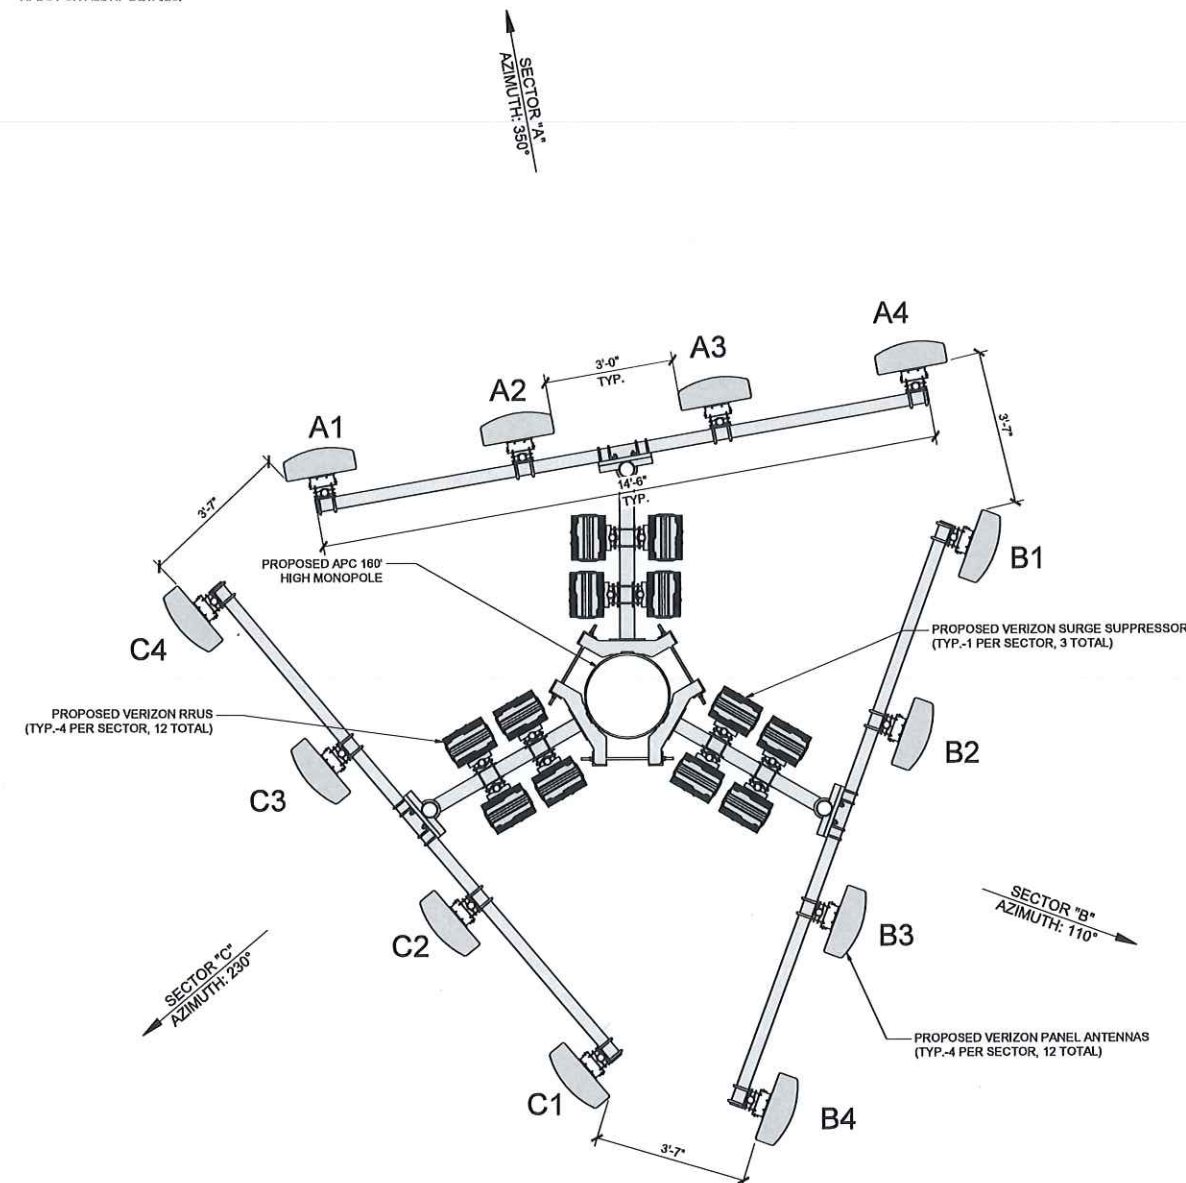 SECTOR "A"
AZIMUTH: 350°
A4
A3
3'-0"
TYP.
A2
A1
3'-7"
14'-6"
TYP.
3'-7"
PROPOSED APC 160'
HIGH MONOPOLE
B1
C4
PROPOSED VERIZON SURGE SUPPRESSOR
(TYP.-1 PER SECTOR, 3 TOTAL)
PROPOSED VERIZON RRUS
(TYP.-4 PER SECTOR, 12 TOTAL)
B2
C3
SECTOR "B"
AZIMUTH: 110°
B3
C2
SECTOR "C"
AZIMUTH: 230°
PROPOSED VERIZON PANEL ANTENNAS
(TYP.-4 PER SECTOR, 12 TOTAL)
C1
B4
3'-7"